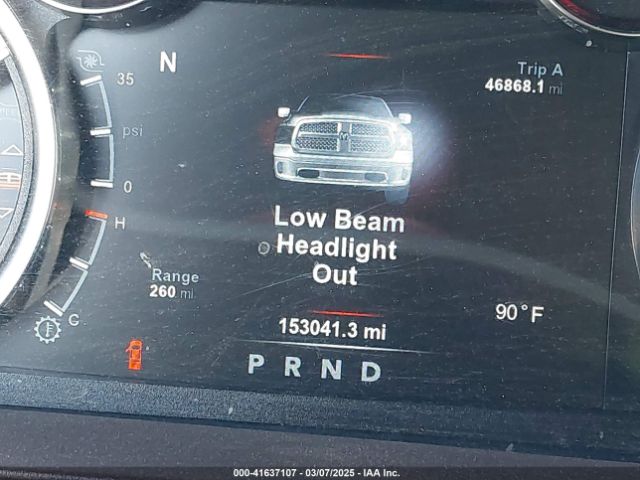 35
N
Trip A
46868.1 mi
psi
0
H
Low Beam
Headlight
Out
Range
260 mi
C
153041.3 mi
90°F
P R N D
000-41637107 - 03/07/2025 - IAA Inc.